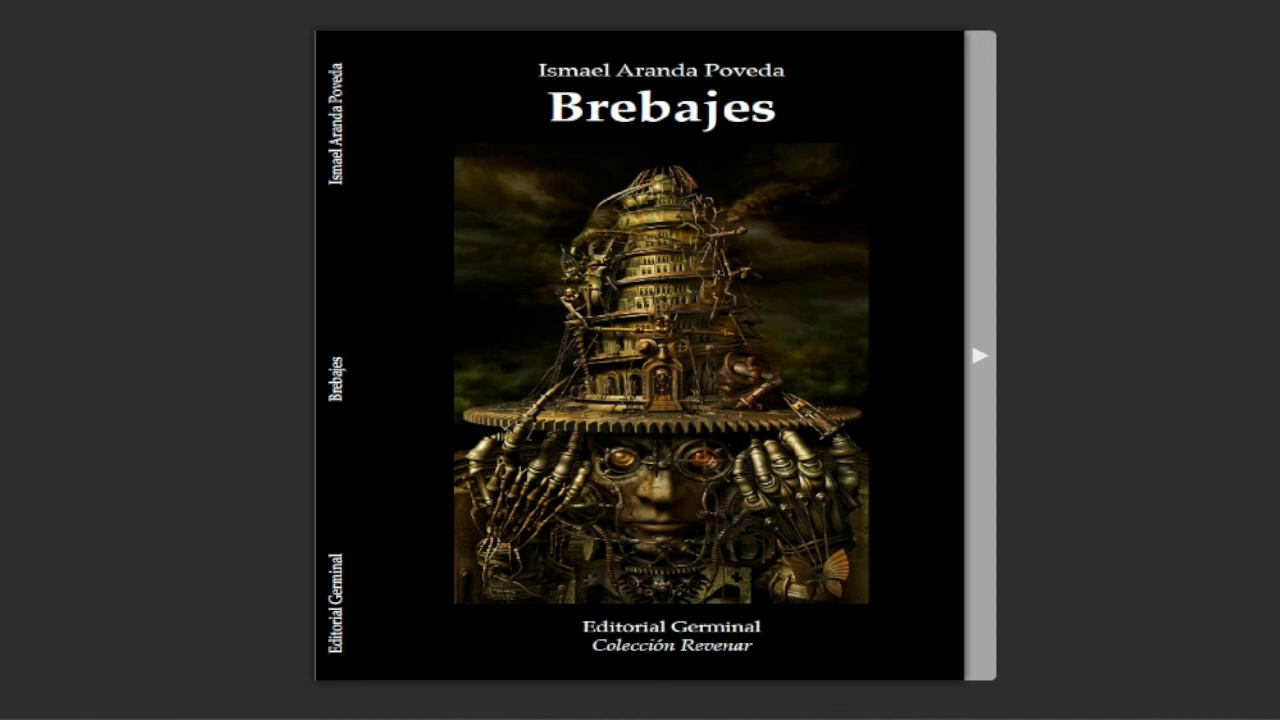 Ismael Aranda Poveda
Brebajes
Editorial Germinal
Colección Revenar
Ismael Aranda Poveda
Brebajes
Editorial Germinal